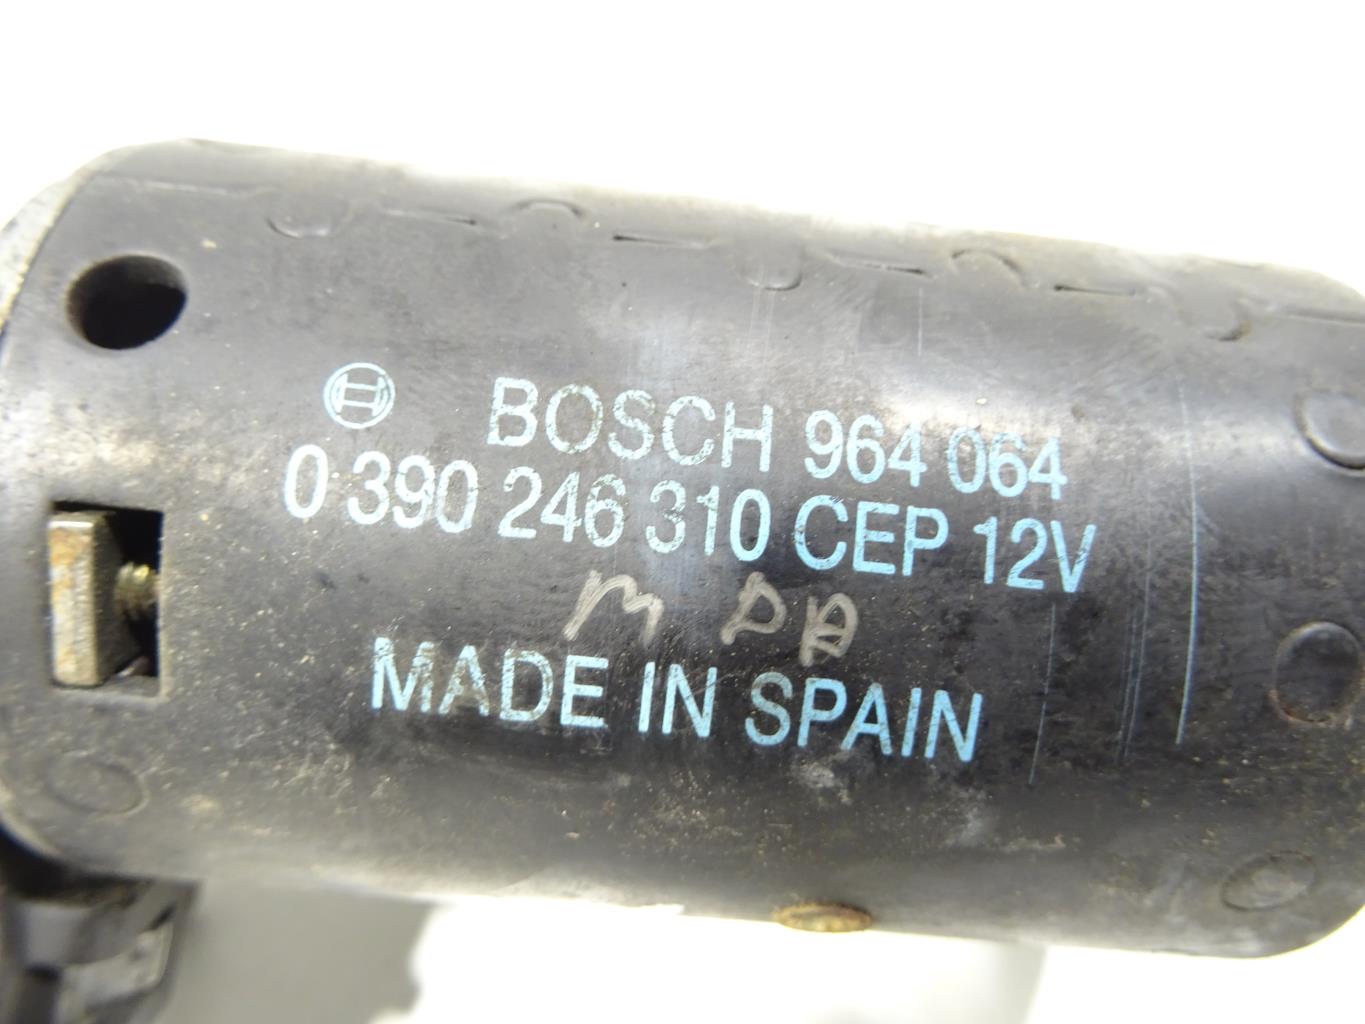 BOSCH 964 064
0 390 246 310 CEP 12V
MADE IN SPAIN